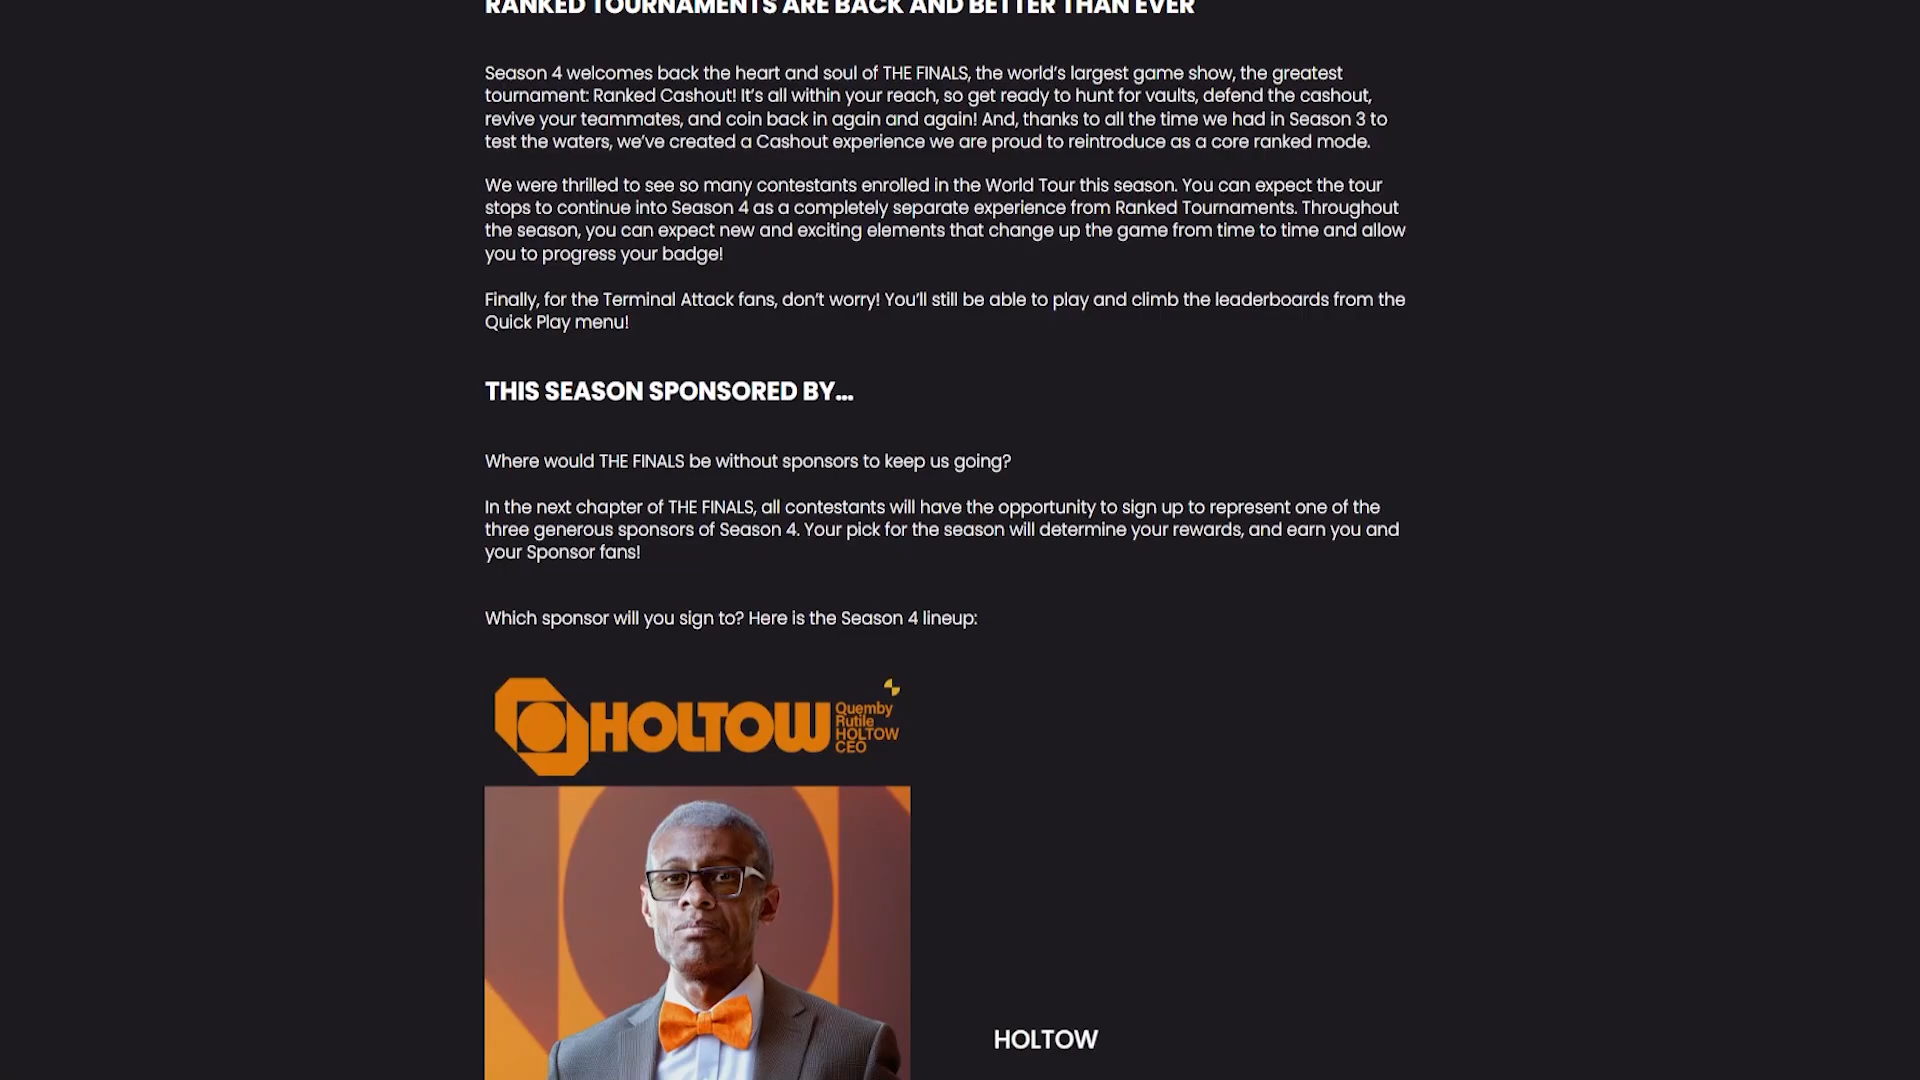 RANKED TOURNAMENTS ARE BACK AND BETTER THAN EVER
Season 4 welcomes back the heart and soul of THE FINALS, the world's largest game show, the greatest
tournament: Ranked Cashout! It's all within your reach, so get ready to hunt for vaults, defend the cashout,
revive your teammates, and coin back in again and again! And, thanks to all the time we had in Season 3 to
test the waters, we've created a Cashout experience we are proud to reintroduce as a core ranked mode.
We were thrilled to see so many contestants enrolled in the World Tour this season. You can expect the tour
stops to continue into Season 4 as a completely separate experience from Ranked Tournaments. Throughout
the season, you can expect new and exciting elements that change up the game from time to time and allow
you to progress your badge!
Finally, for the Terminal Attack fans, don't worry! You'll still be able to play and climb the leaderboards from the
Quick Play menu!
THIS SEASON SPONSORED BY...
Where would THE FINALS be without sponsors to keep us going?
In the next chapter of THE FINALS, all contestants will have the opportunity to sign up to represent one of the
three generous sponsors of Season 4. Your pick for the season will determine your rewards, and earn you and
your Sponsor fans!
Which sponsor will you sign to? Here is the Season 4 lineup:
HOLTOW
Quemby
Rutile
HOLTOW
CEO
HOLTOW